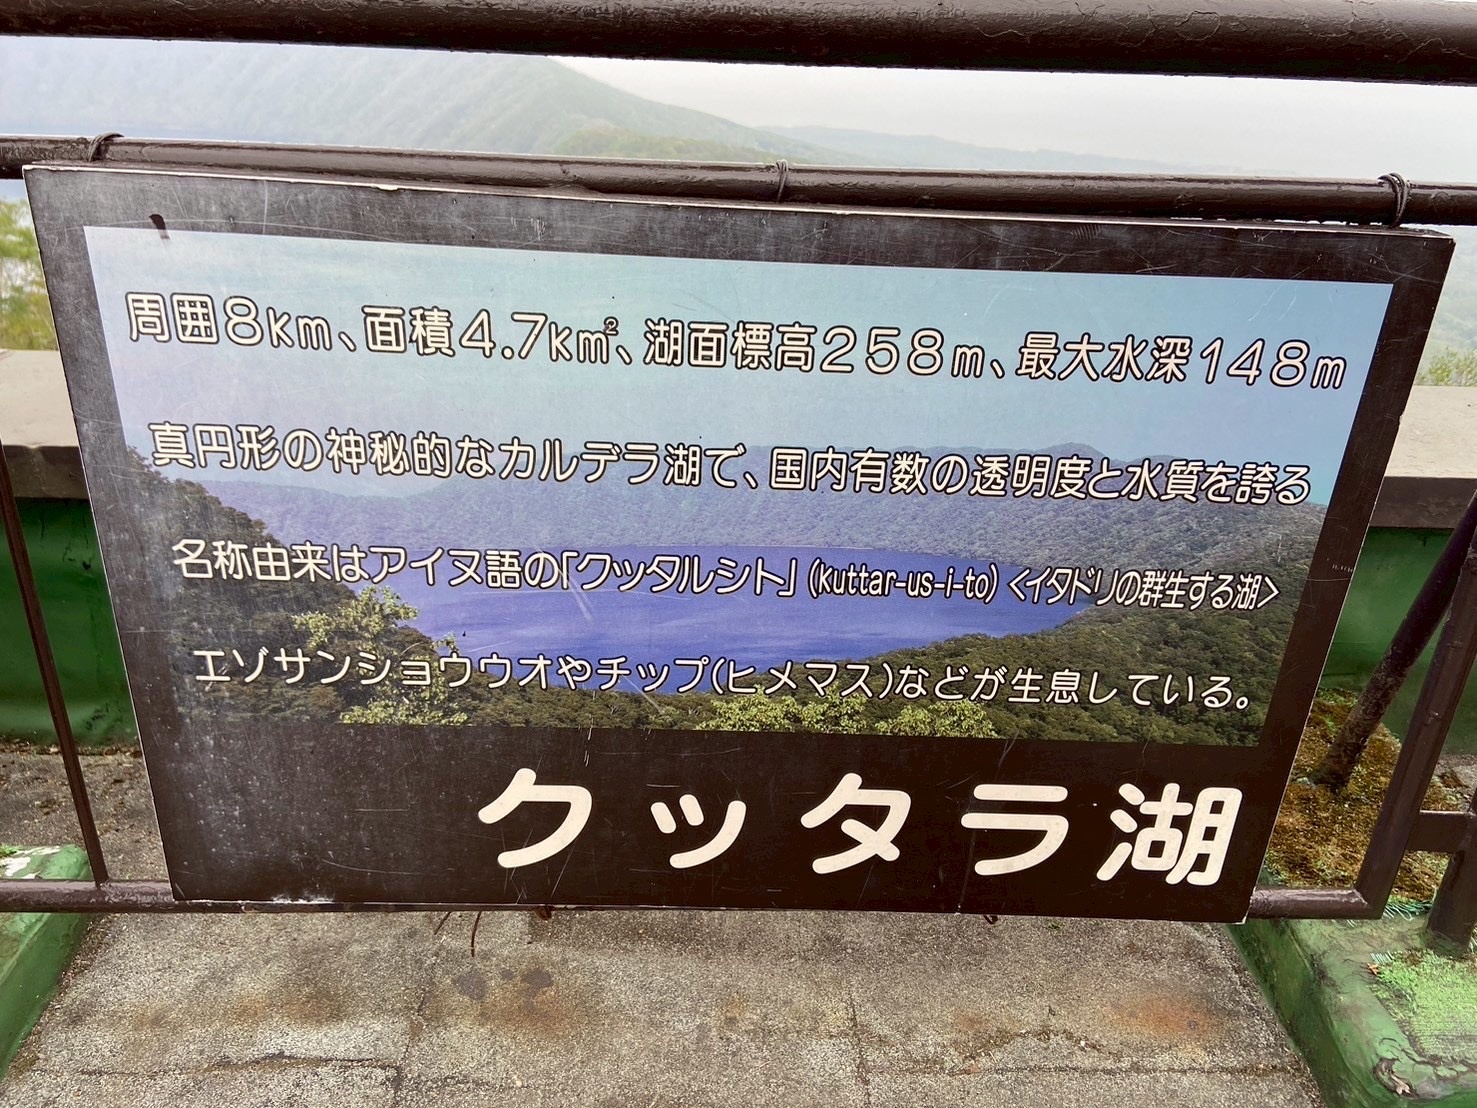 周囲8km、面積4.7km²、湖面標高258m、最大水深148m
真円形の神秘的なカルデラ湖で、国内有数の透明度と水質を誇る
名称由来はアイヌ語の「クッタルシト」(kuttar-us-i-to)<イタドリの群生する湖>
エゾサンショウウオやチップ(ヒメマス)などが生息している。
クッタラ湖